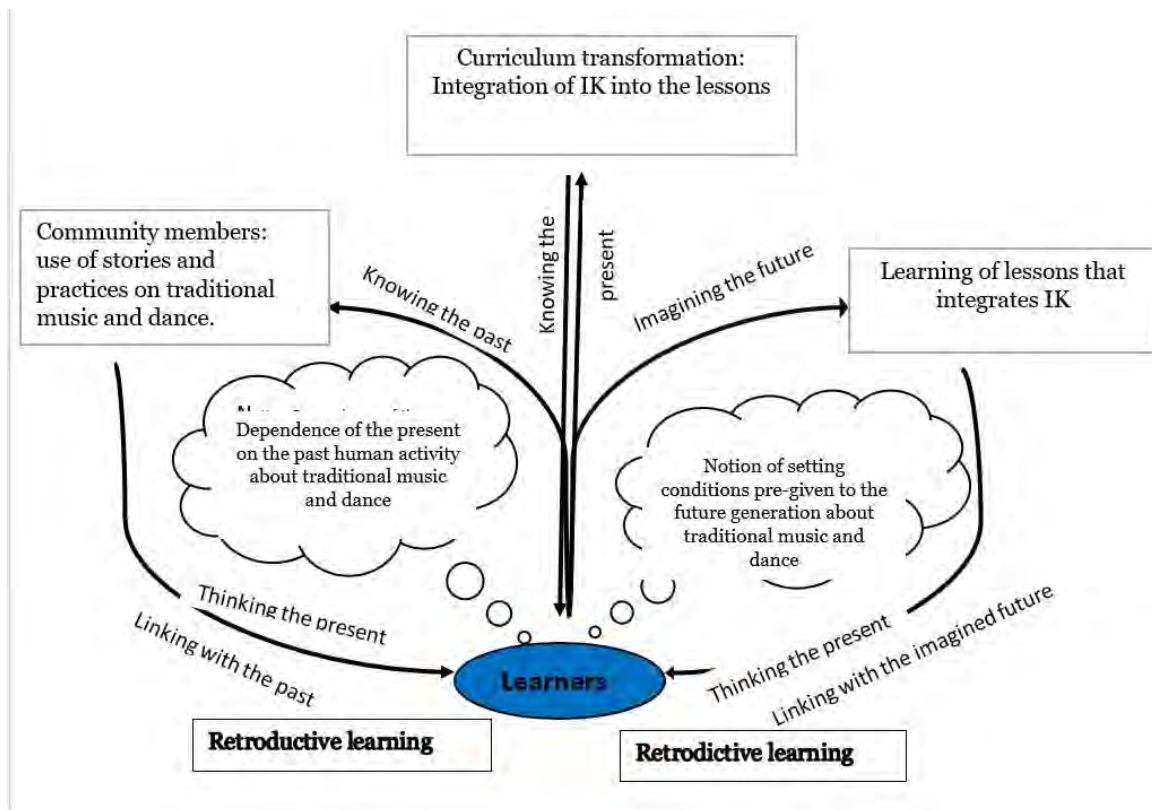 Curriculum transformation:
Integration of IK into the lessons
Community members:
use of stories and
practices on traditional
music and dance.
Knowing the past
Knowing the
present
Imagining the future
Learning of lessons that
integrates IK
Dependence of the present
on the past human activity
about traditional music
and dance
Notion of setting
conditions pre-given to the
future generation about
traditional music and
dance
Thinking the present
Linking with the past
Thinking the present
Linking with the imagined future
Learners
Retroductive learning
Retrodictive learning